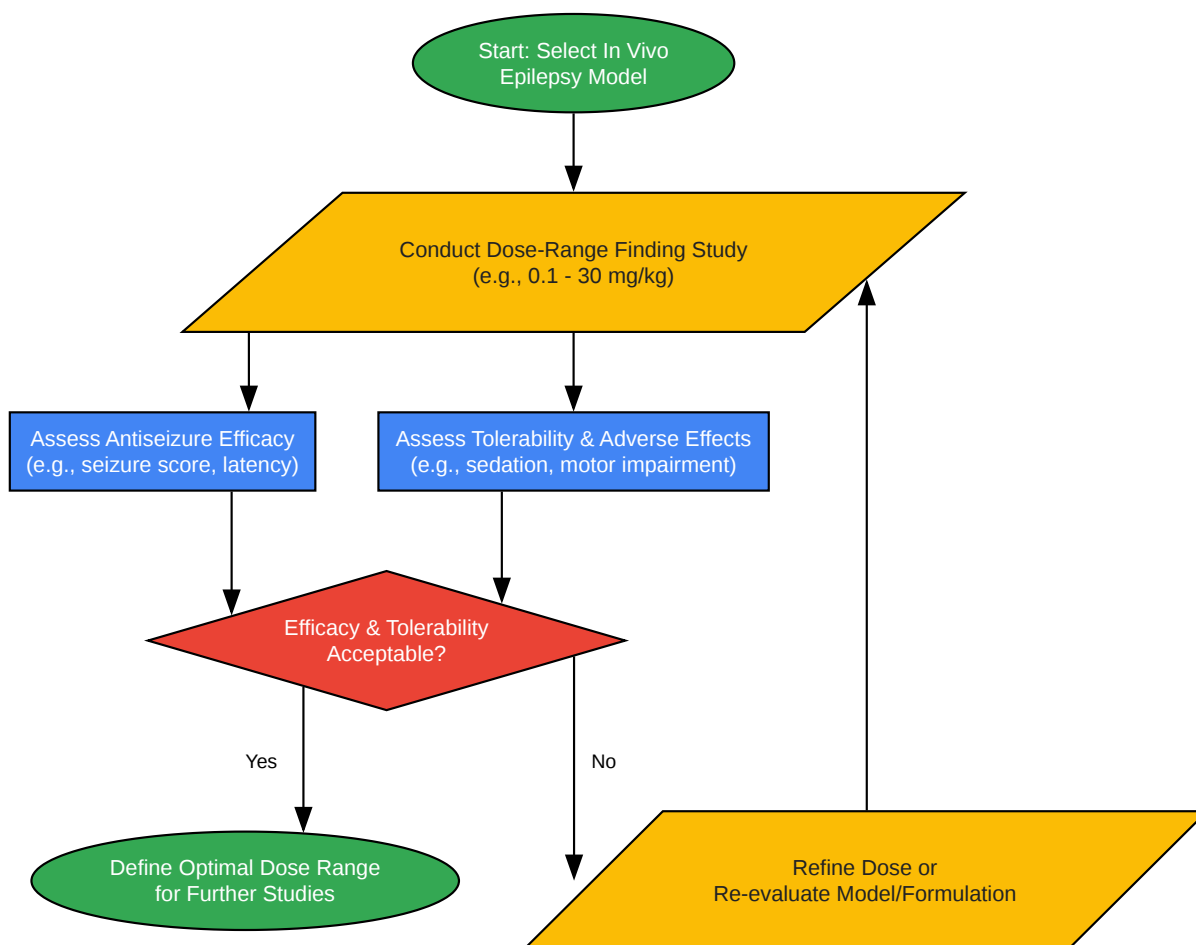 Start: Select In Vivo
Epilepsy Model
Conduct Dose-Range Finding Study
(e.g., 0.1 - 30 mg/kg)
Assess Antiseizure Efficacy
(e.g., seizure score, latency)
Assess Tolerability & Adverse Effects
(e.g., sedation, motor impairment)
Efficacy & Tolerability
Acceptable?
Yes
No
Define Optimal Dose Range
for Further Studies
Refine Dose or
Re-evaluate Model/Formulation